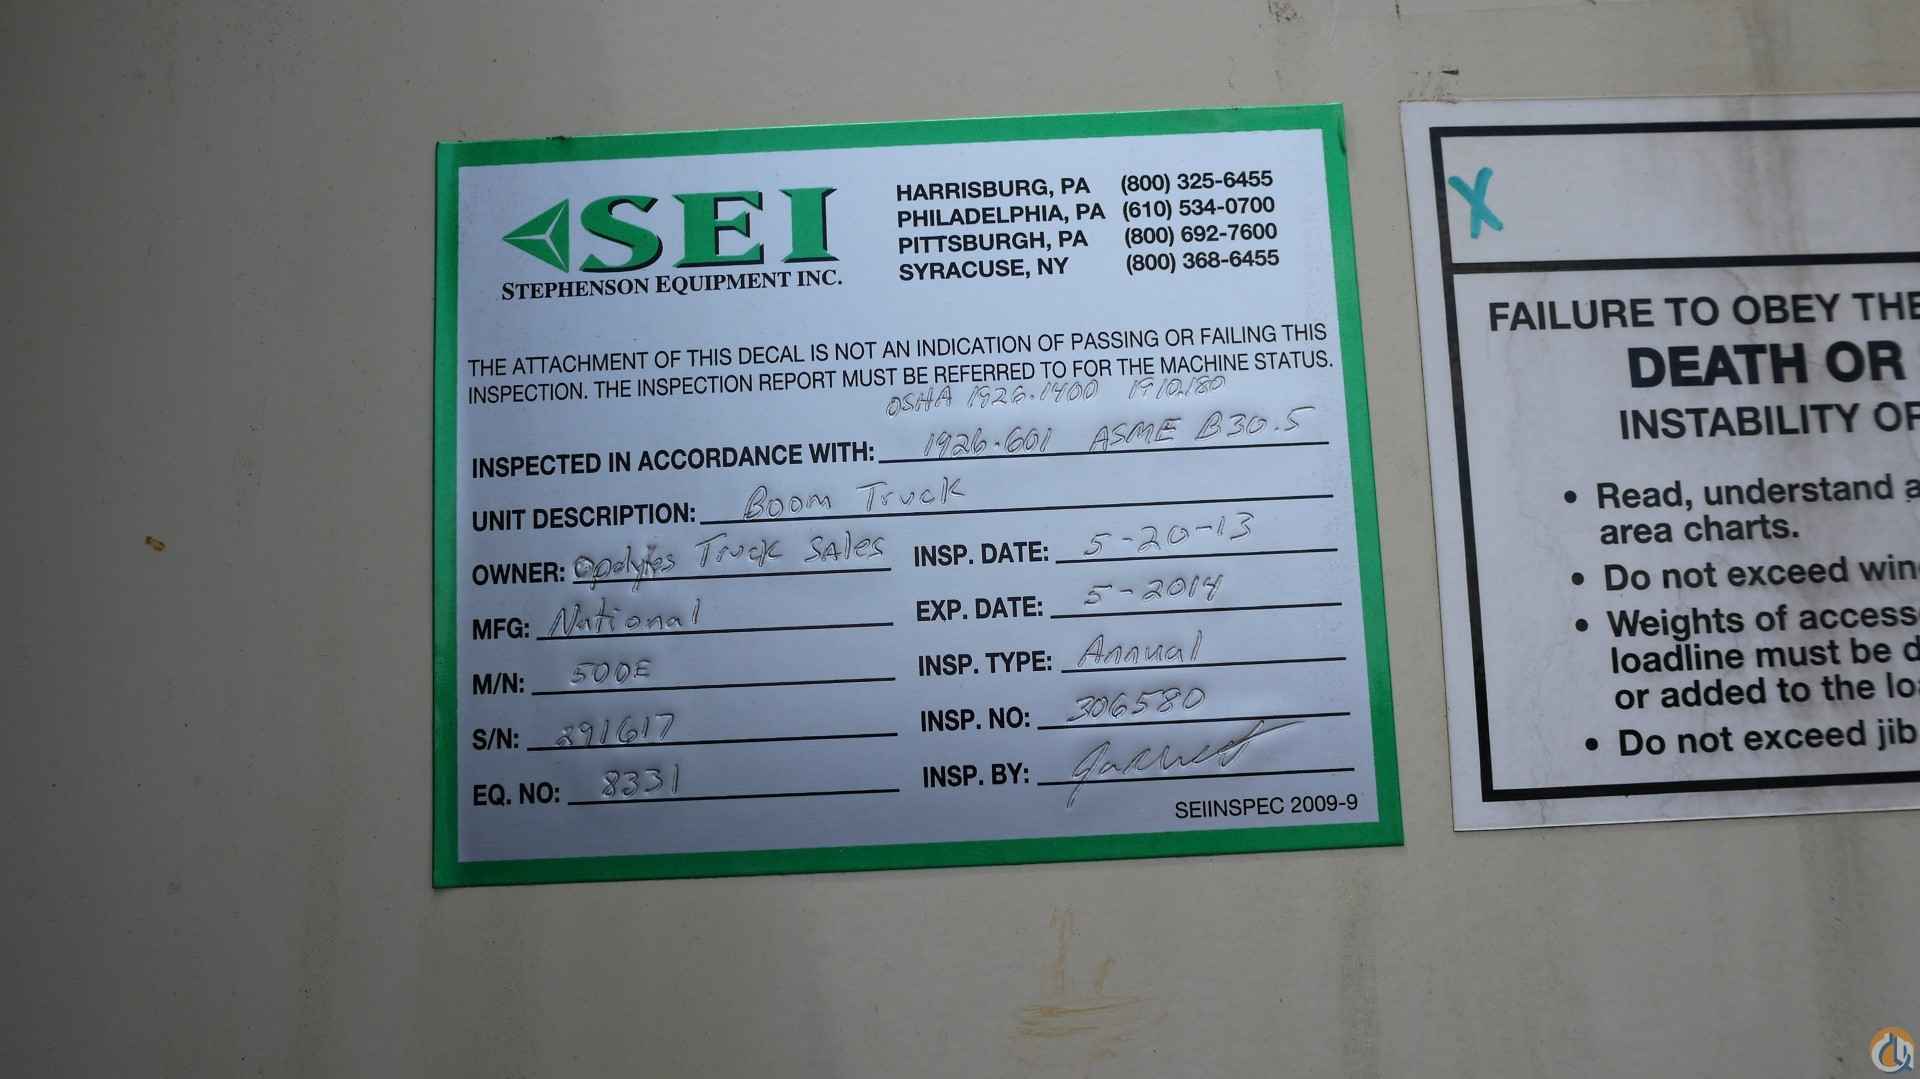 SEI
STEPHENSON EQUIPMENT INC.
HARRISBURG, PA (800) 325-6455
PHILADELPHIA, PA (610) 534-0700
PITTSBURGH, PA (800) 692-7600
SYRACUSE, NY (800) 368-6455
THE ATTACHMENT OF THIS DECAL IS NOT AN INDICATION OF PASSING OR FAILING THIS
INSPECTION. THE INSPECTION REPORT MUST BE REFERRED TO FOR THE MACHINE STATUS.
OSHA 1926.1400 1910.180
INSPECTED IN ACCORDANCE WITH: 1926.601 ASME B30.5
UNIT DESCRIPTION: Boom Truck
OWNER: Truck Sales
MFG: National
M/N: 500E
S/N: 291617
EQ. NO: 8331
INSP. DATE: 5-20-13
EXP. DATE: 5-2014
INSP. TYPE: Annual
INSP. NO: 306580
INSP. BY:
SEIINSPEC 2009-9
X
FAILURE TO OBEY THE
DEATH OR
INSTABILITY OF
• Read, understand a
area charts.
• Do not exceed win
• Weights of access
loadline must be d
or added to the lo
• Do not exceed jib